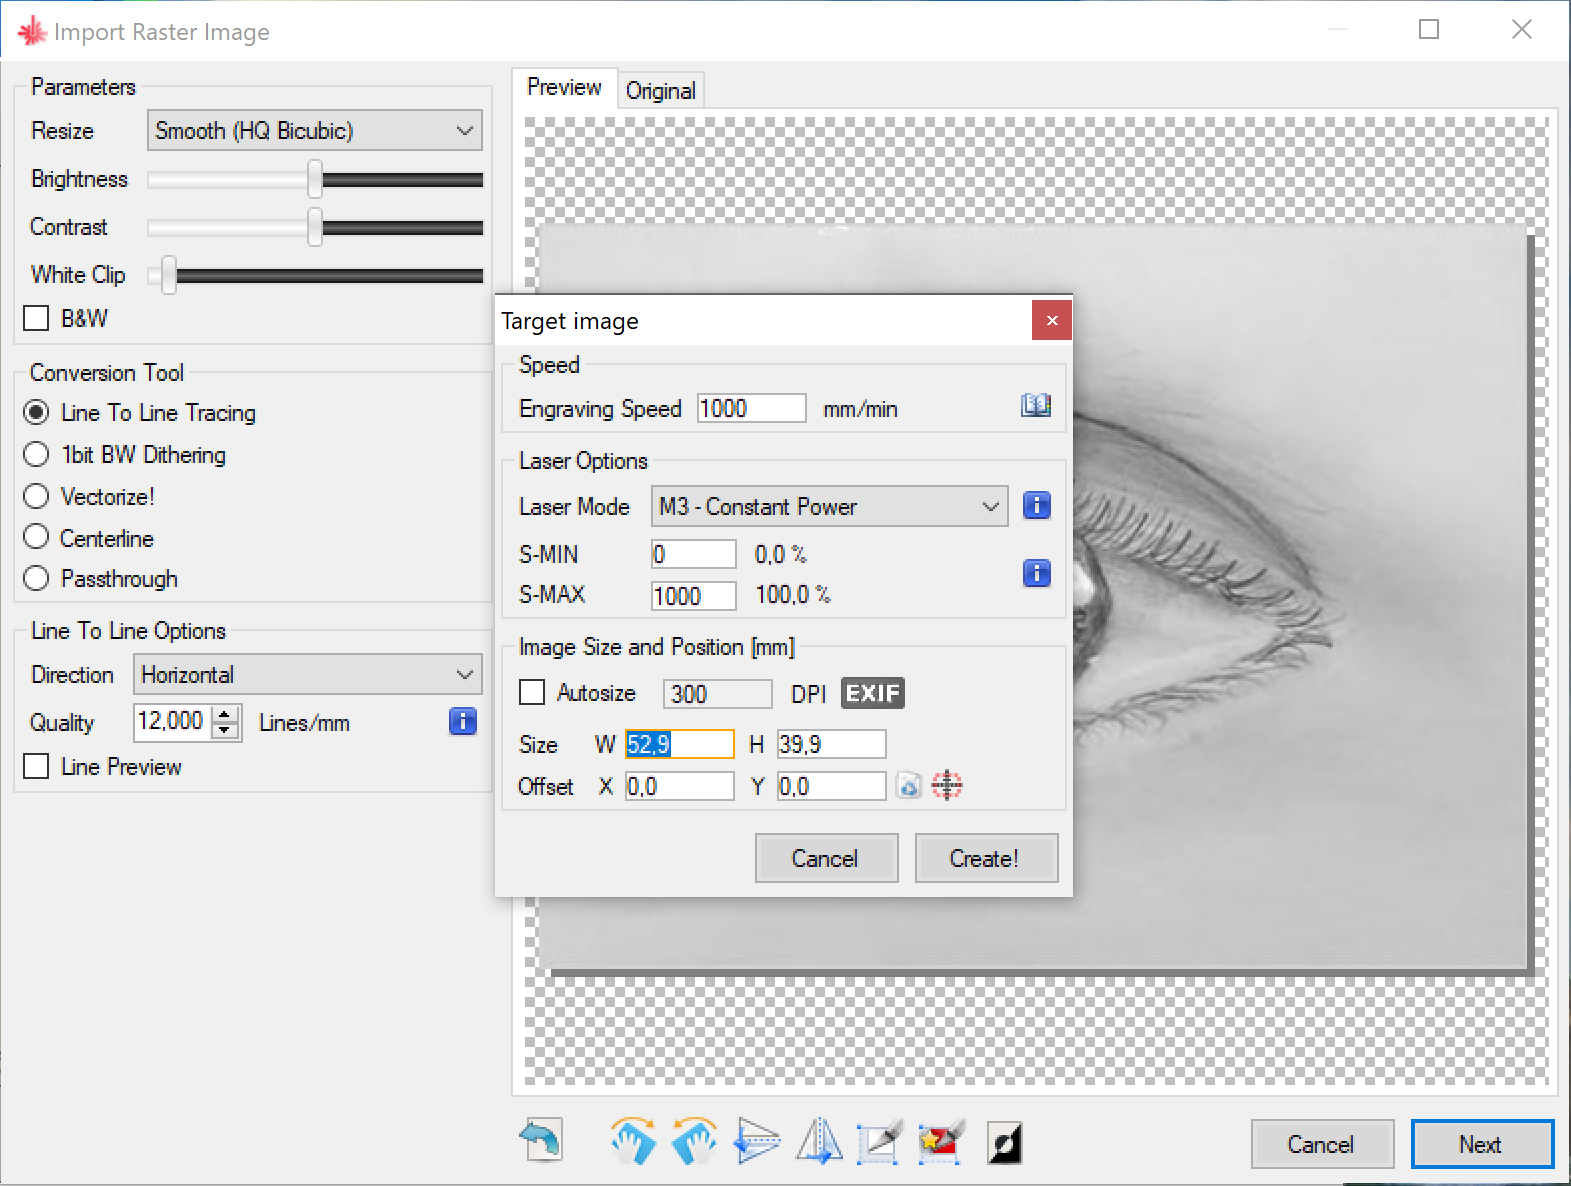 Import Raster Image
Parameters
Resize Smooth (HQ Bicubic)
Brightness
Contrast
White Clip
B&W
Conversion Tool
Line To Line Tracing
1bit BW Dithering
Vectorize!
Centerline
Passthrough
Line To Line Options
Direction Horizontal
Quality 12,000 Lines/mm
Line Preview
Preview Original
Target image
Speed
Engraving Speed 1000 mm/min
Laser Options
Laser Mode M3 - Constant Power
S-MIN 0 0,0 %
S-MAX 1000 100,0 %
Image Size and Position [mm]
Autosize 300 DPI EXIF
Size W 52,9 H 39,9
Offset X 0,0 Y 0,0
Cancel Create!
Cancel Next